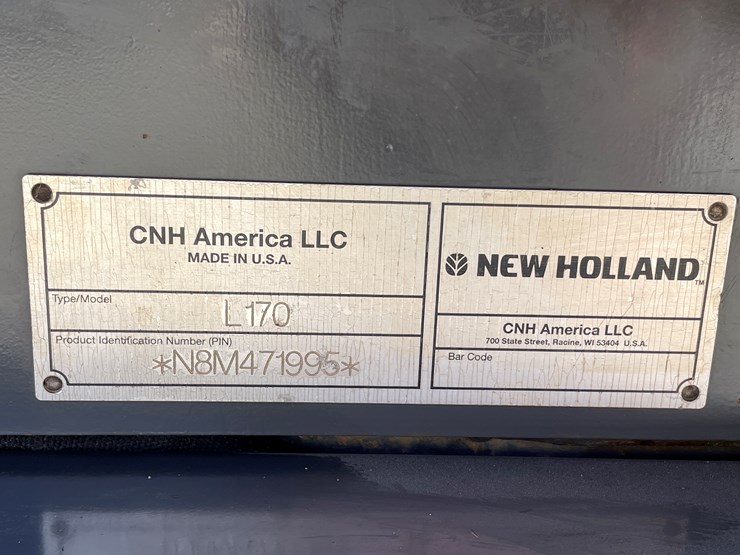 CNH America LLC
MADE IN U.S.A.
Type/Model
L170
Product Identification Number (PIN)
*N8M471995*
NEW HOLLAND™
CNH America LLC
700 State Street, Racine, WI 53404 U.S.A.
Bar Code